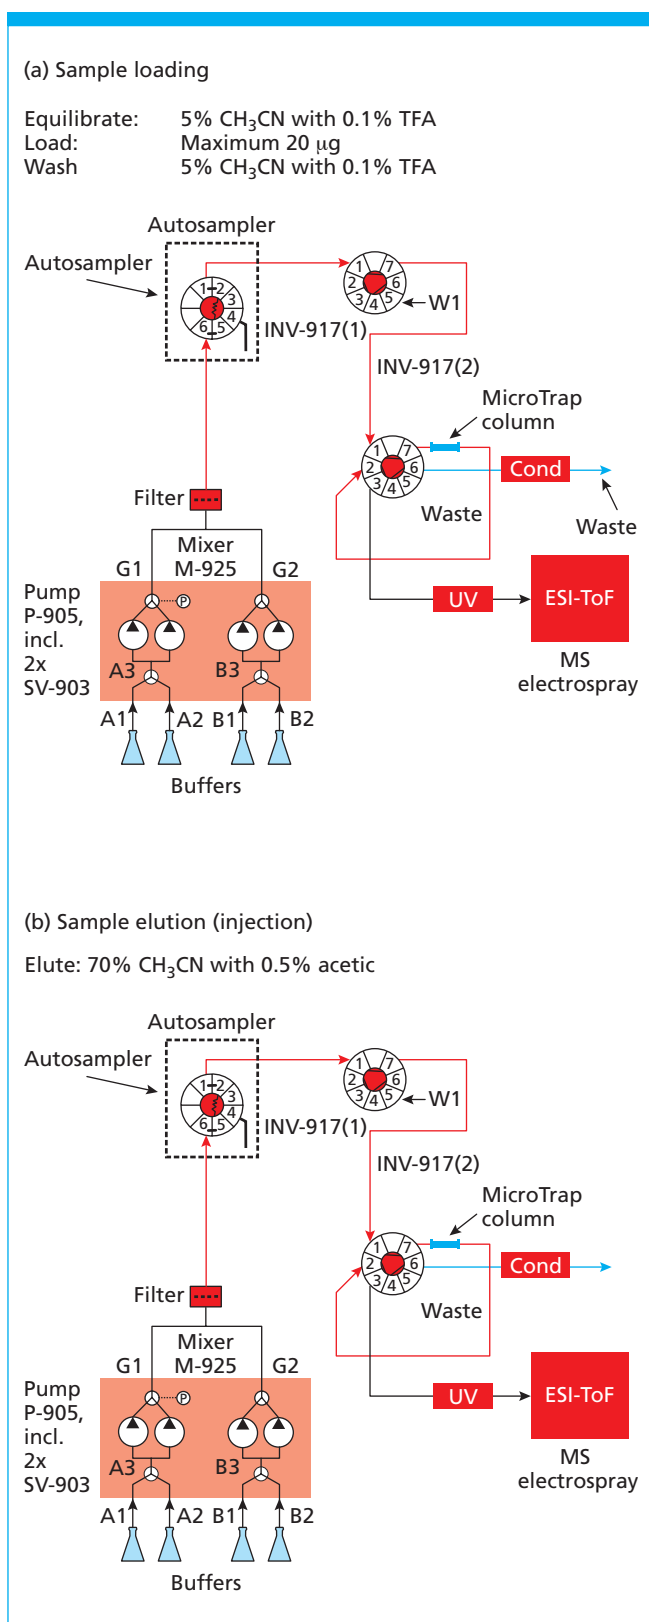 (a) Sample loading
Equilibrate: 5% CH₃CN with 0.1% TFA
Load: Maximum 20 μg
Wash 5% CH₃CN with 0.1% TFA
Autosampler
Autosampler
1 2 3 4 5 6
INV-917(1)
1 2 3 4 5 6 7
W1
INV-917(2)
MicroTrap
column
1 2 3 4 5 6 7
Cond
Waste
Waste
Filter
Mixer
M-925
G1
G2
Pump
P-905,
incl.
2x
SV-903
P
A3
B3
A1 A2 B1 B2
Buffers
UV
ESI-ToF
MS
electrospray
(b) Sample elution (injection)
Elute: 70% CH₃CN with 0.5% acetic
Autosampler
Autosampler
1 2 3 4 5 6
INV-917(1)
1 2 3 4 5 6 7
W1
INV-917(2)
MicroTrap
column
1 2 3 4 5 6 7
Cond
Waste
Filter
Mixer
M-925
G1
G2
Pump
P-905,
incl.
2x
SV-903
P
A3
B3
A1 A2 B1 B2
Buffers
UV
ESI-ToF
MS
electrospray